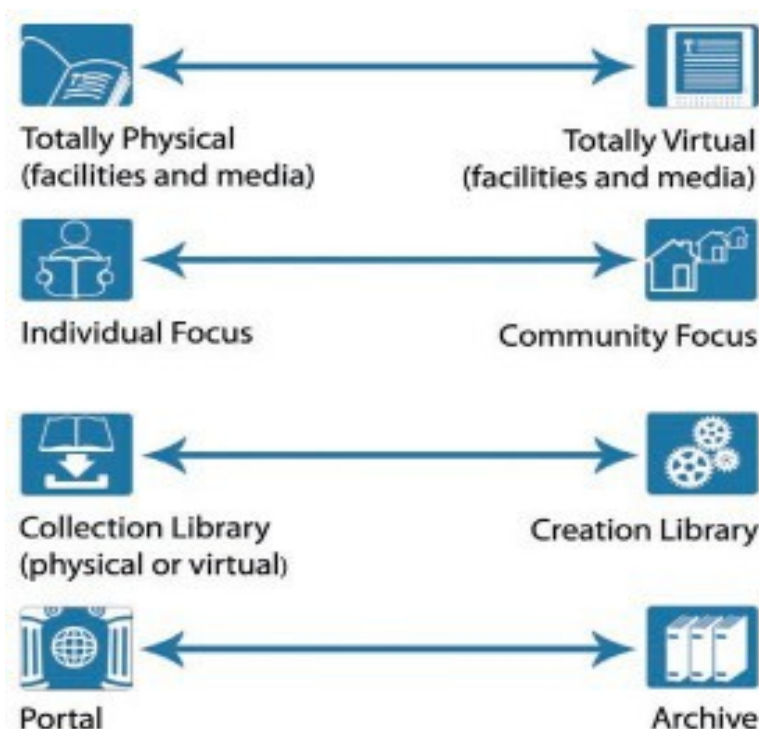 Totally Physical
(facilities and media)
Totally Virtual
(facilities and media)
Individual Focus
Community Focus
Collection Library
(physical or virtual)
Creation Library
Portal
Archive